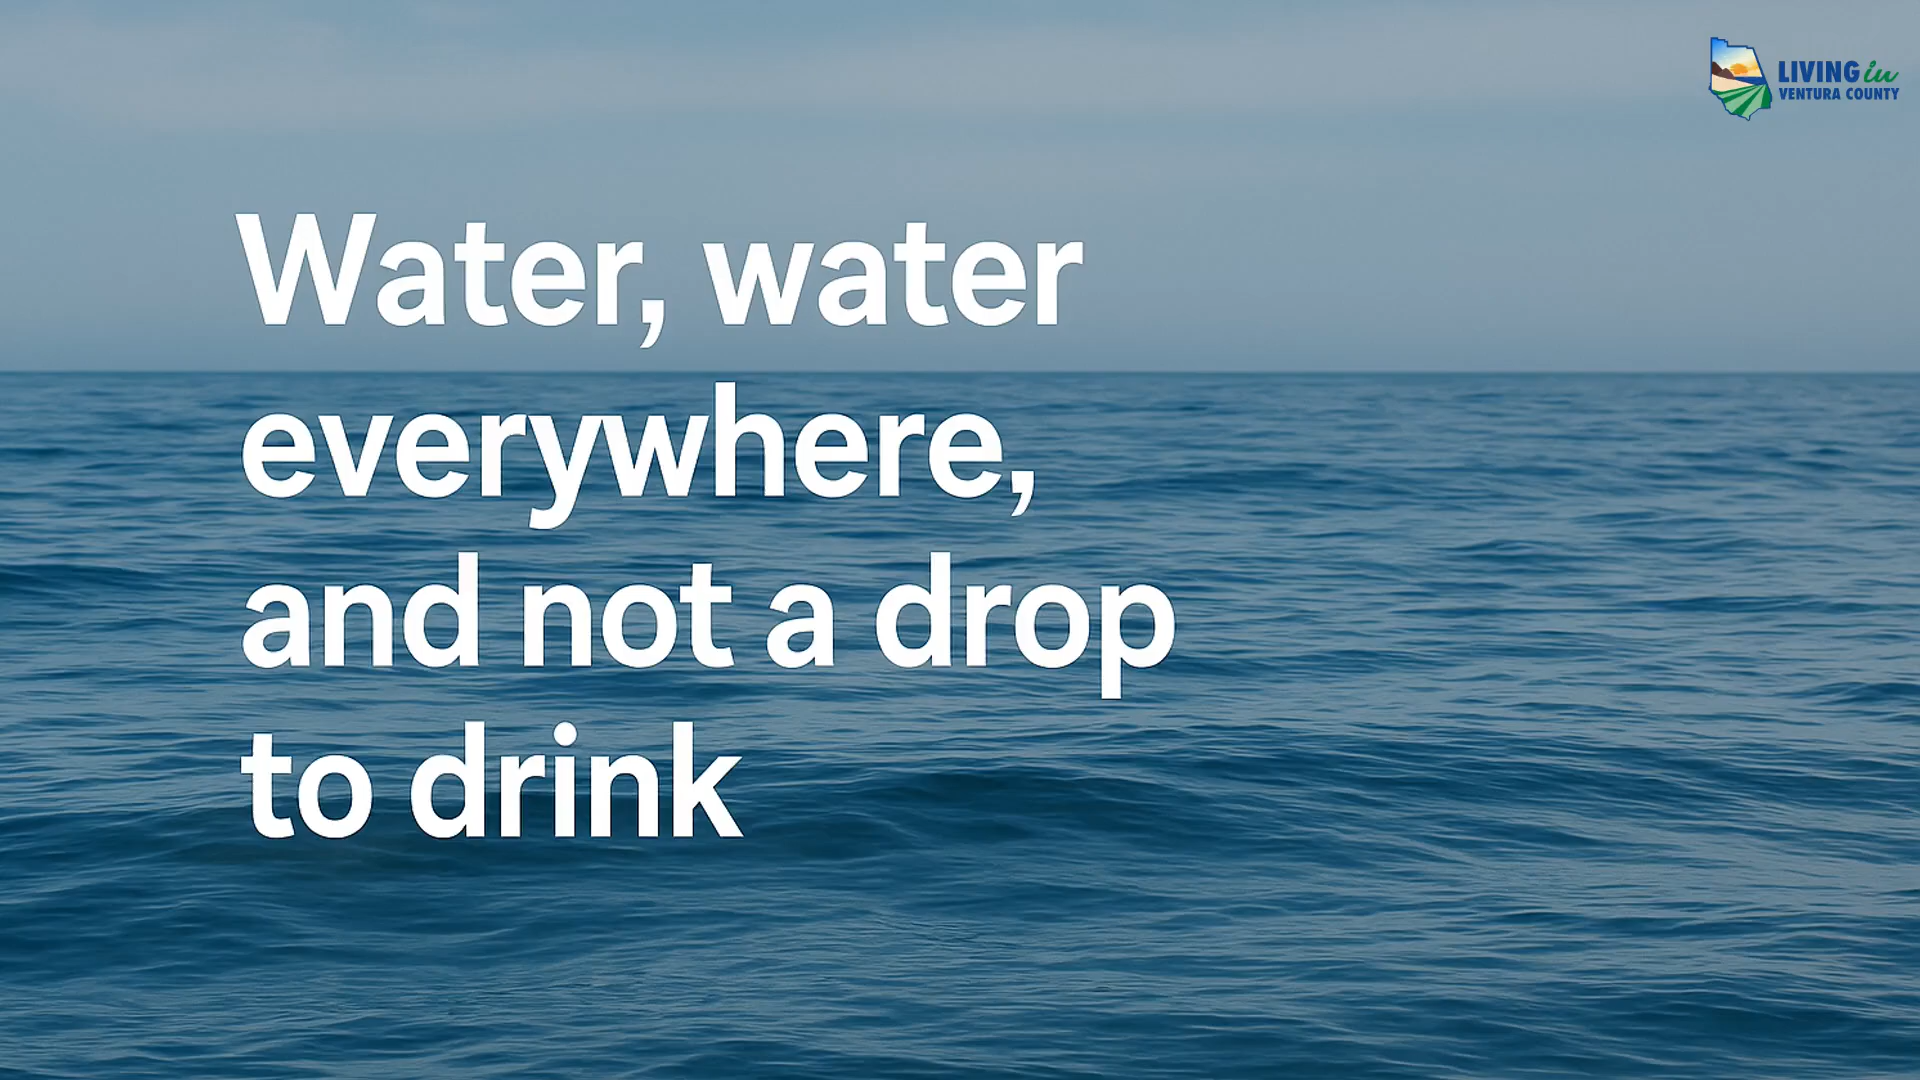 LIVING in
VENTURA COUNTY
Water, water
everywhere,
and not a drop
to drink